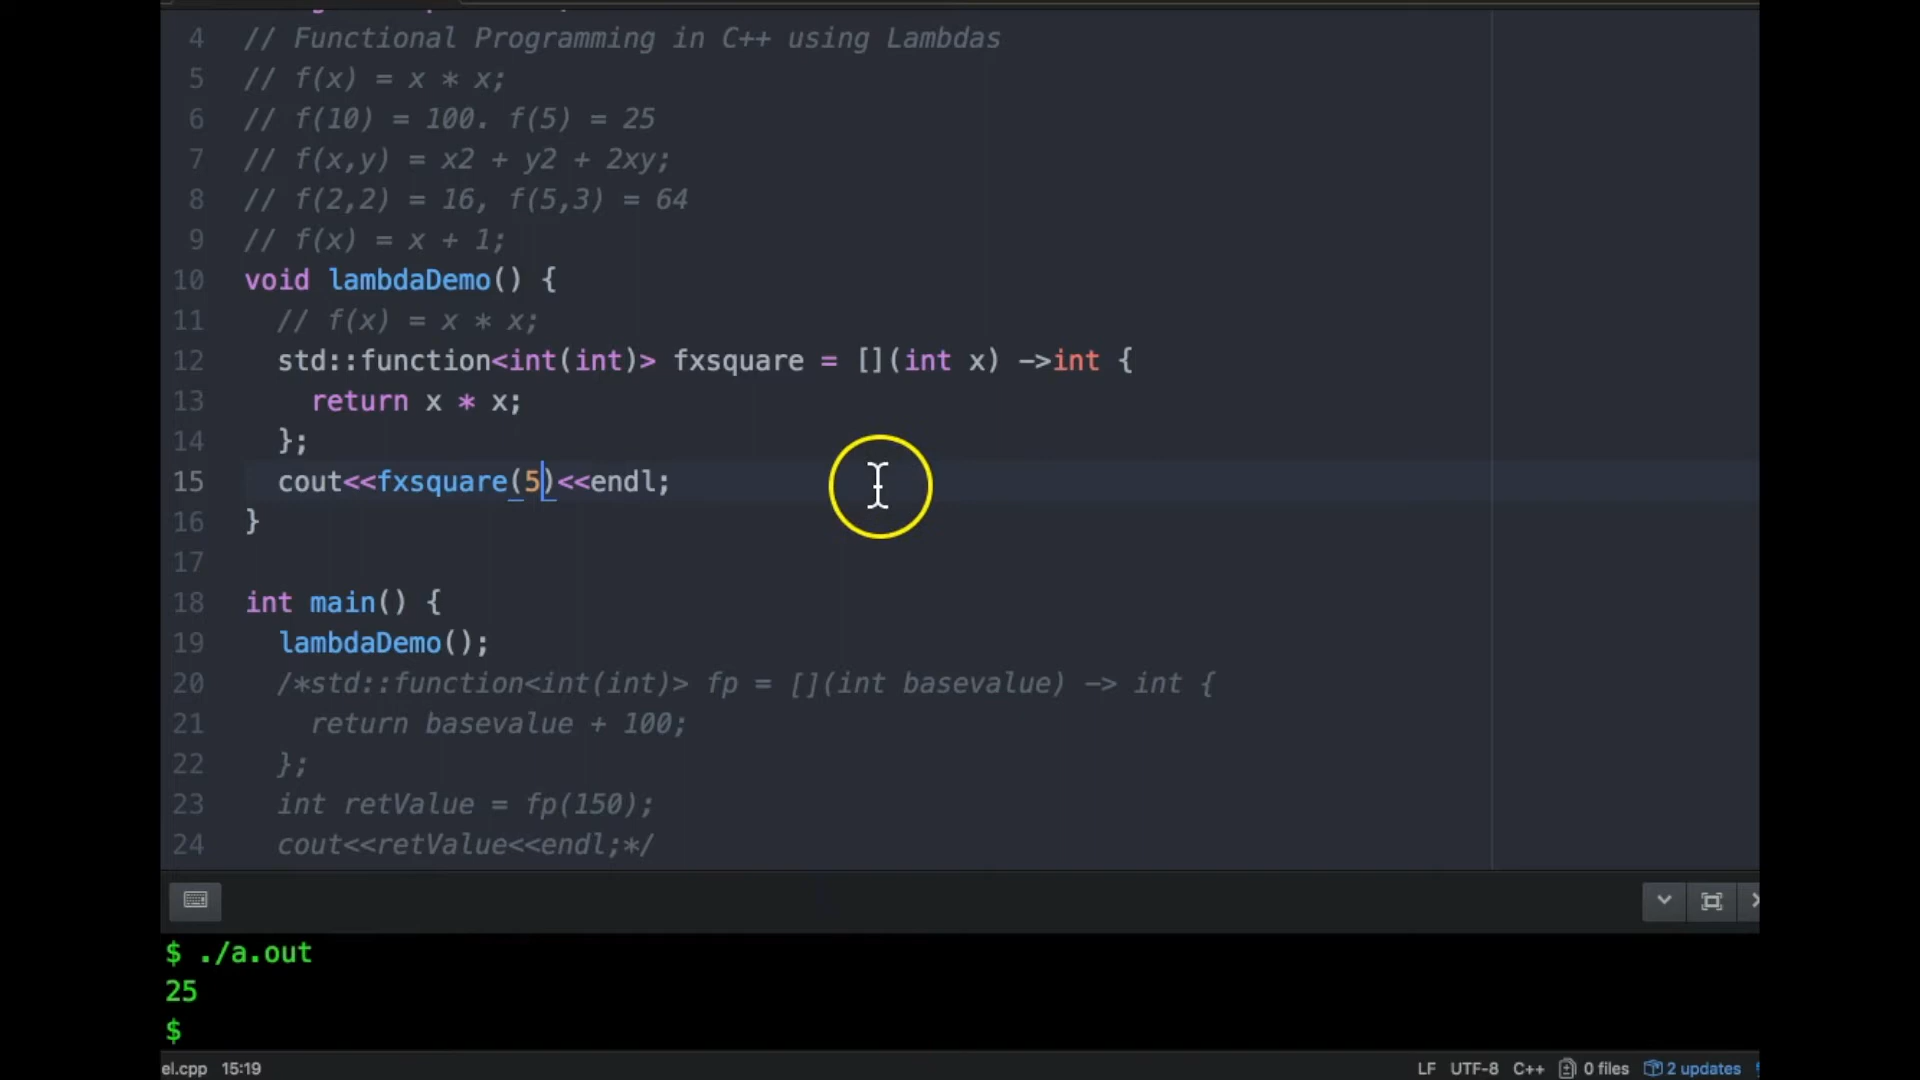 4 // Functional Programming in C++ using Lambdas
5 // f(x) = x * x;
6 // f(10) = 100. f(5) = 25
7 // f(x,y) = x2 + y2 + 2xy;
8 // f(2,2) = 16, f(5,3) = 64
9 // f(x) = x + 1;
10 void lambdaDemo() {
11 // f(x) = x * x;
12 std::function<int(int)> fxsquare = [](int x) ->int {
13 return x * x;
14 };
15 cout<<fxsquare(5)<<endl;
16 }
17
18 int main() {
19 lambdaDemo();
20 /*std::function<int(int)> fp = [](int basevalue) -> int {
21 return basevalue + 100;
22 };
23 int retValue = fp(150);
24 cout<<retValue<<endl;*/
$ ./a.out
25
$
el.cpp 15:19 LF UTF-8 C++ 0 files 2 updates